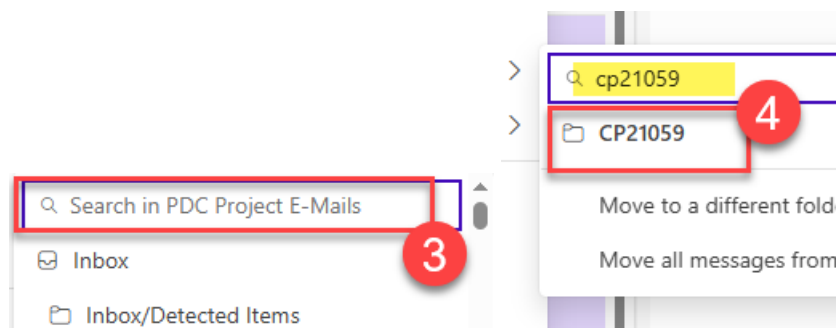 Search in PDC Project E-Mails
3
Inbox
Inbox/Detected Items
cp21059
4
CP21059
Move to a different fold
Move all messages from